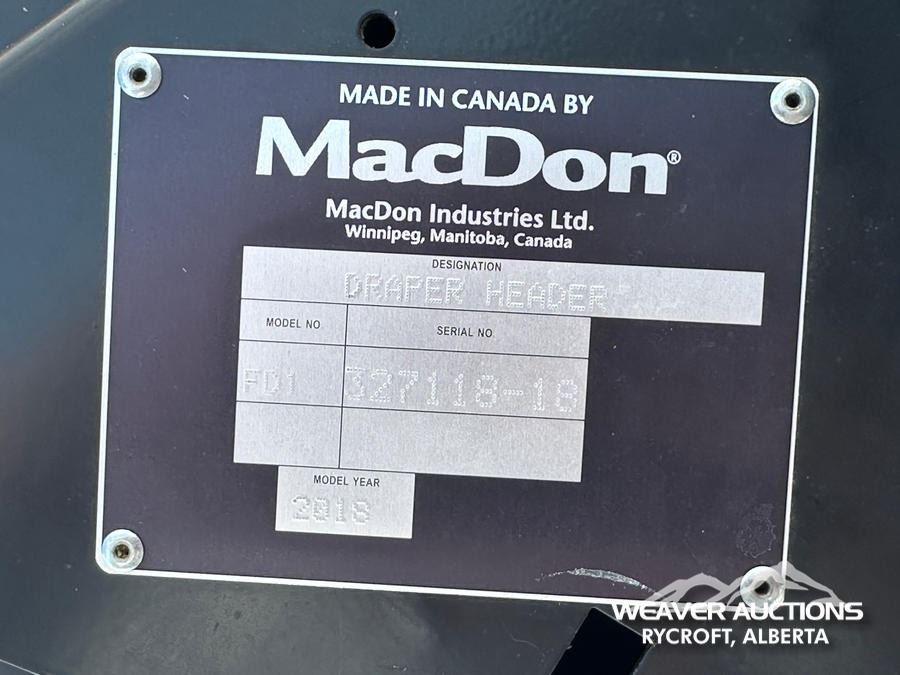 MADE IN CANADA BY
MacDon®
MacDon Industries Ltd.
Winnipeg, Manitoba, Canada
DESIGNATION
DRAPER HEADER
MODEL NO
SERIAL NO.
FD1
327118-18
MODEL YEAR
2018
WEAVER AUCTIONS
RYCROFT, ALBERTA